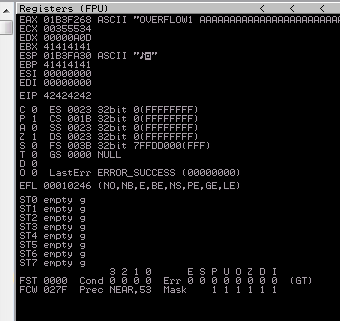 Registers (FPU) < < <
EAX 01B3F268 ASCII "OVERFLOW1 AAAAAAAAAAAAAAAAAAAAAAA
ECX 00355534
EDX 00000A0D
EBX 41414141
ESP 01B3FA30 ASCII "♪◙"
EBP 41414141
ESI 00000000
EDI 00000000
EIP 42424242
C 0 ES 0023 32bit 0(FFFFFFFF)
P 1 CS 001B 32bit 0(FFFFFFFF)
A 0 SS 0023 32bit 0(FFFFFFFF)
Z 1 DS 0023 32bit 0(FFFFFFFF)
S 0 FS 003B 32bit 7FFDD000(FFF)
T 0 GS 0000 NULL
D 0
O 0 LastErr ERROR_SUCCESS (00000000)
EFL 00010246 (NO,NB,E,BE,NS,PE,GE,LE)
ST0 empty g
ST1 empty g
ST2 empty g
ST3 empty g
ST4 empty g
ST5 empty g
ST6 empty g
ST7 empty g
3 2 1 0 E S P U O Z D I
FST 0000 Cond 0 0 0 0 Err 0 0 0 0 0 0 0 0 (GT)
FCW 027F Prec NEAR,53 Mask 1 1 1 1 1 1